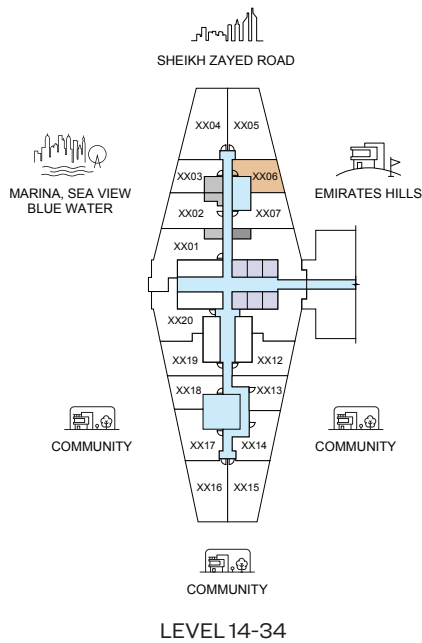 SHEIKH ZAYED ROAD
XX04
XX05
XX03
XX06
MARINA, SEA VIEW
BLUE WATER
EMIRATES HILLS
XX02
XX07
XX01
XX20
XX19
XX12
XX18
XX13
COMMUNITY
COMMUNITY
XX17
XX14
XX16
XX15
COMMUNITY
LEVEL 14-34